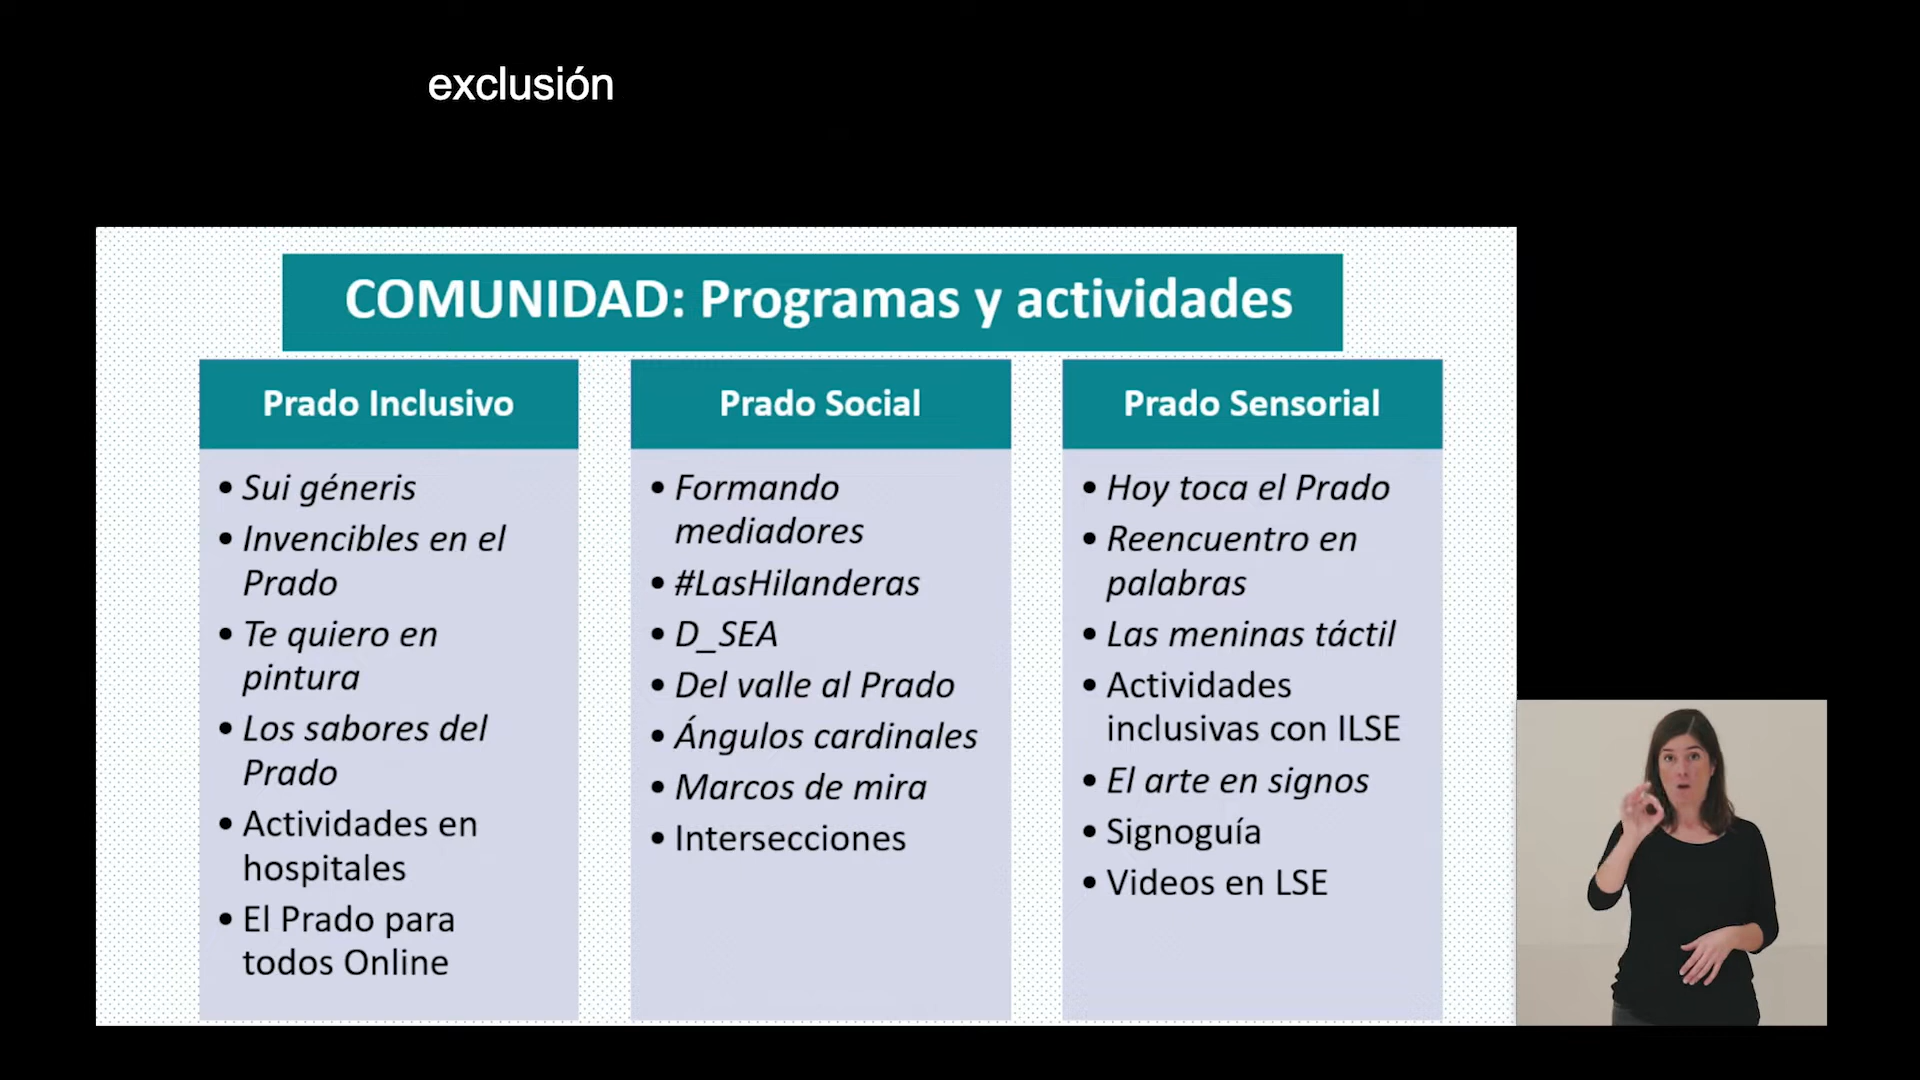 exclusión
COMUNIDAD: Programas y actividades
Prado Inclusivo
• Sui géneris
• Invencibles en el
Prado
• Te quiero en
pintura
• Los sabores del
Prado
• Actividades en
hospitales
• El Prado para
todos Online
Prado Social
• Formando
mediadores
• #LasHilanderas
• D_SEA
• Del valle al Prado
• Ángulos cardinales
• Marcos de mira
• Intersecciones
Prado Sensorial
• Hoy toca el Prado
• Reencuentro en
palabras
• Las meninas táctil
• Actividades
inclusivas con ILSE
• El arte en signos
• Signoguía
• Videos en LSE